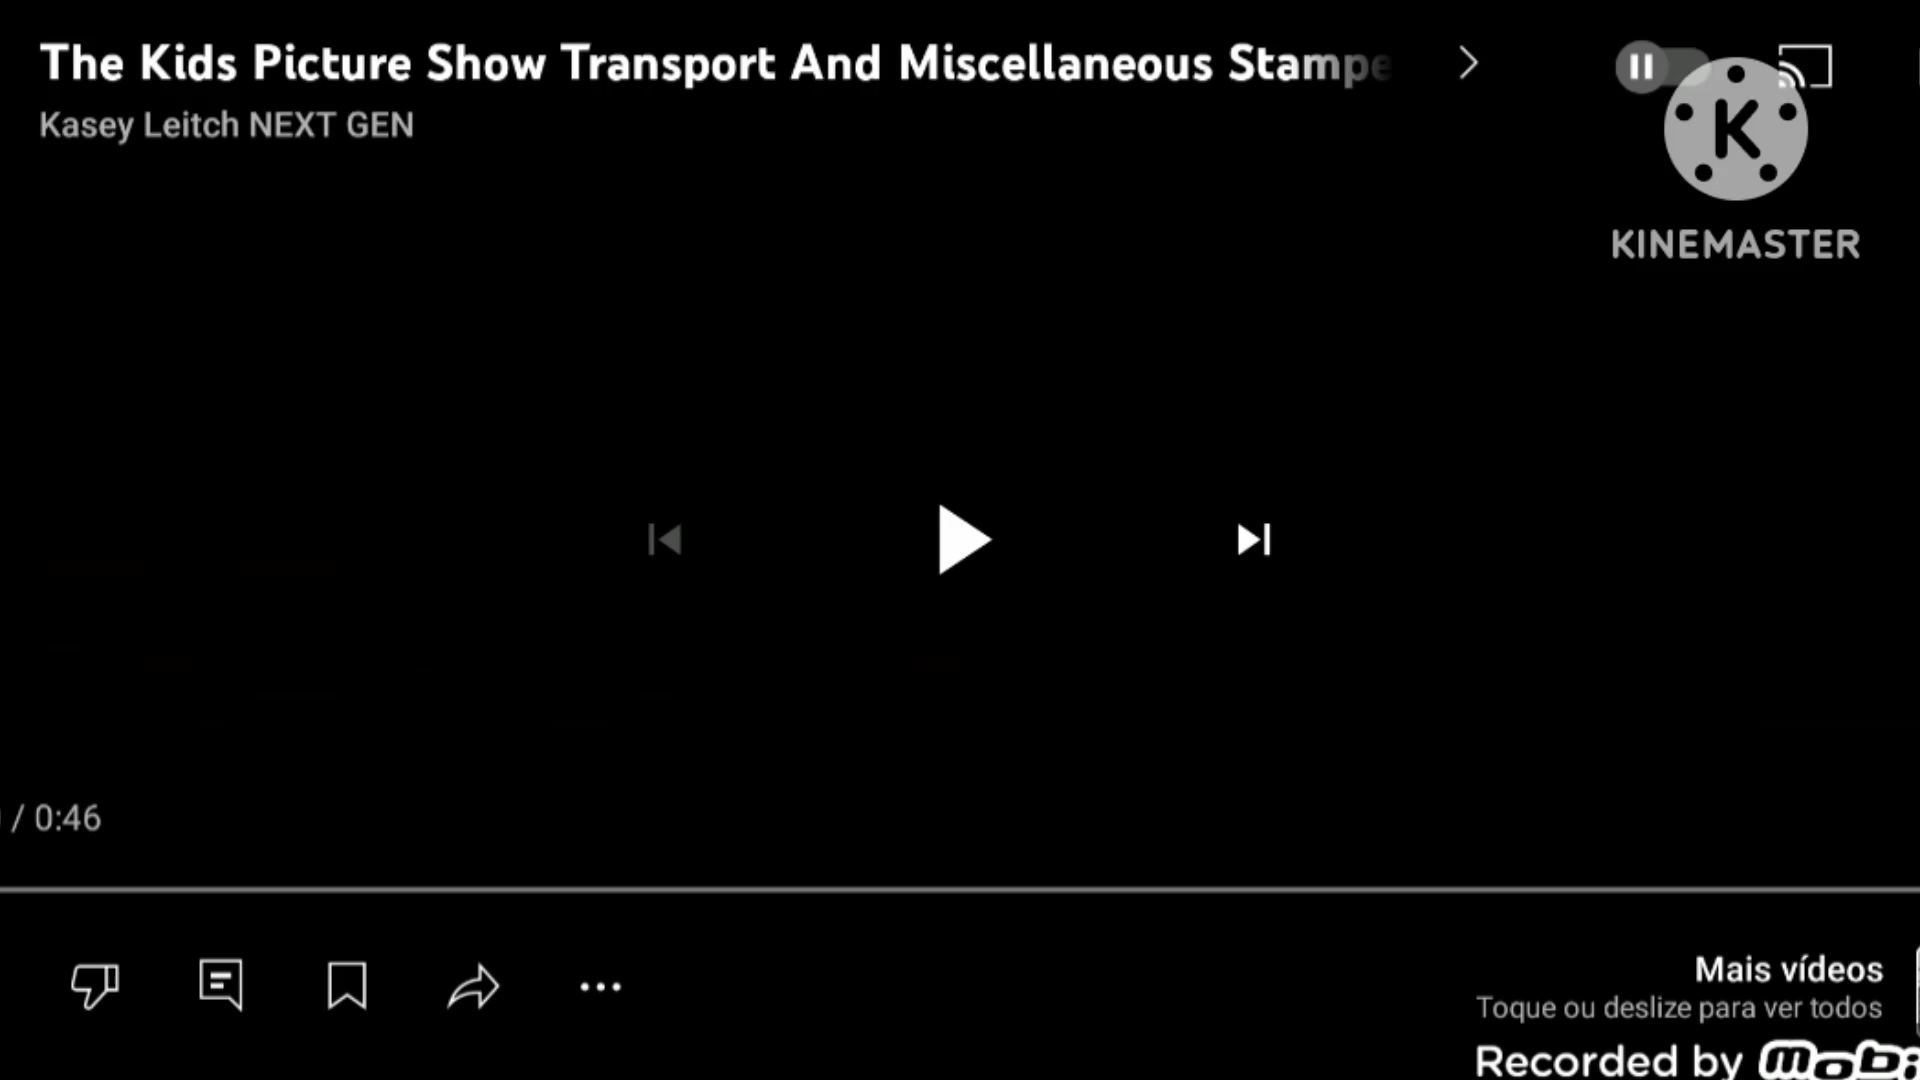 The Kids Picture Show Transport And Miscellaneous
Kasey Leitch NEXT GEN
K
KINEMASTER
/ 0:46
Mais vídeos
Toque ou deslize para ver todos
Recorded by